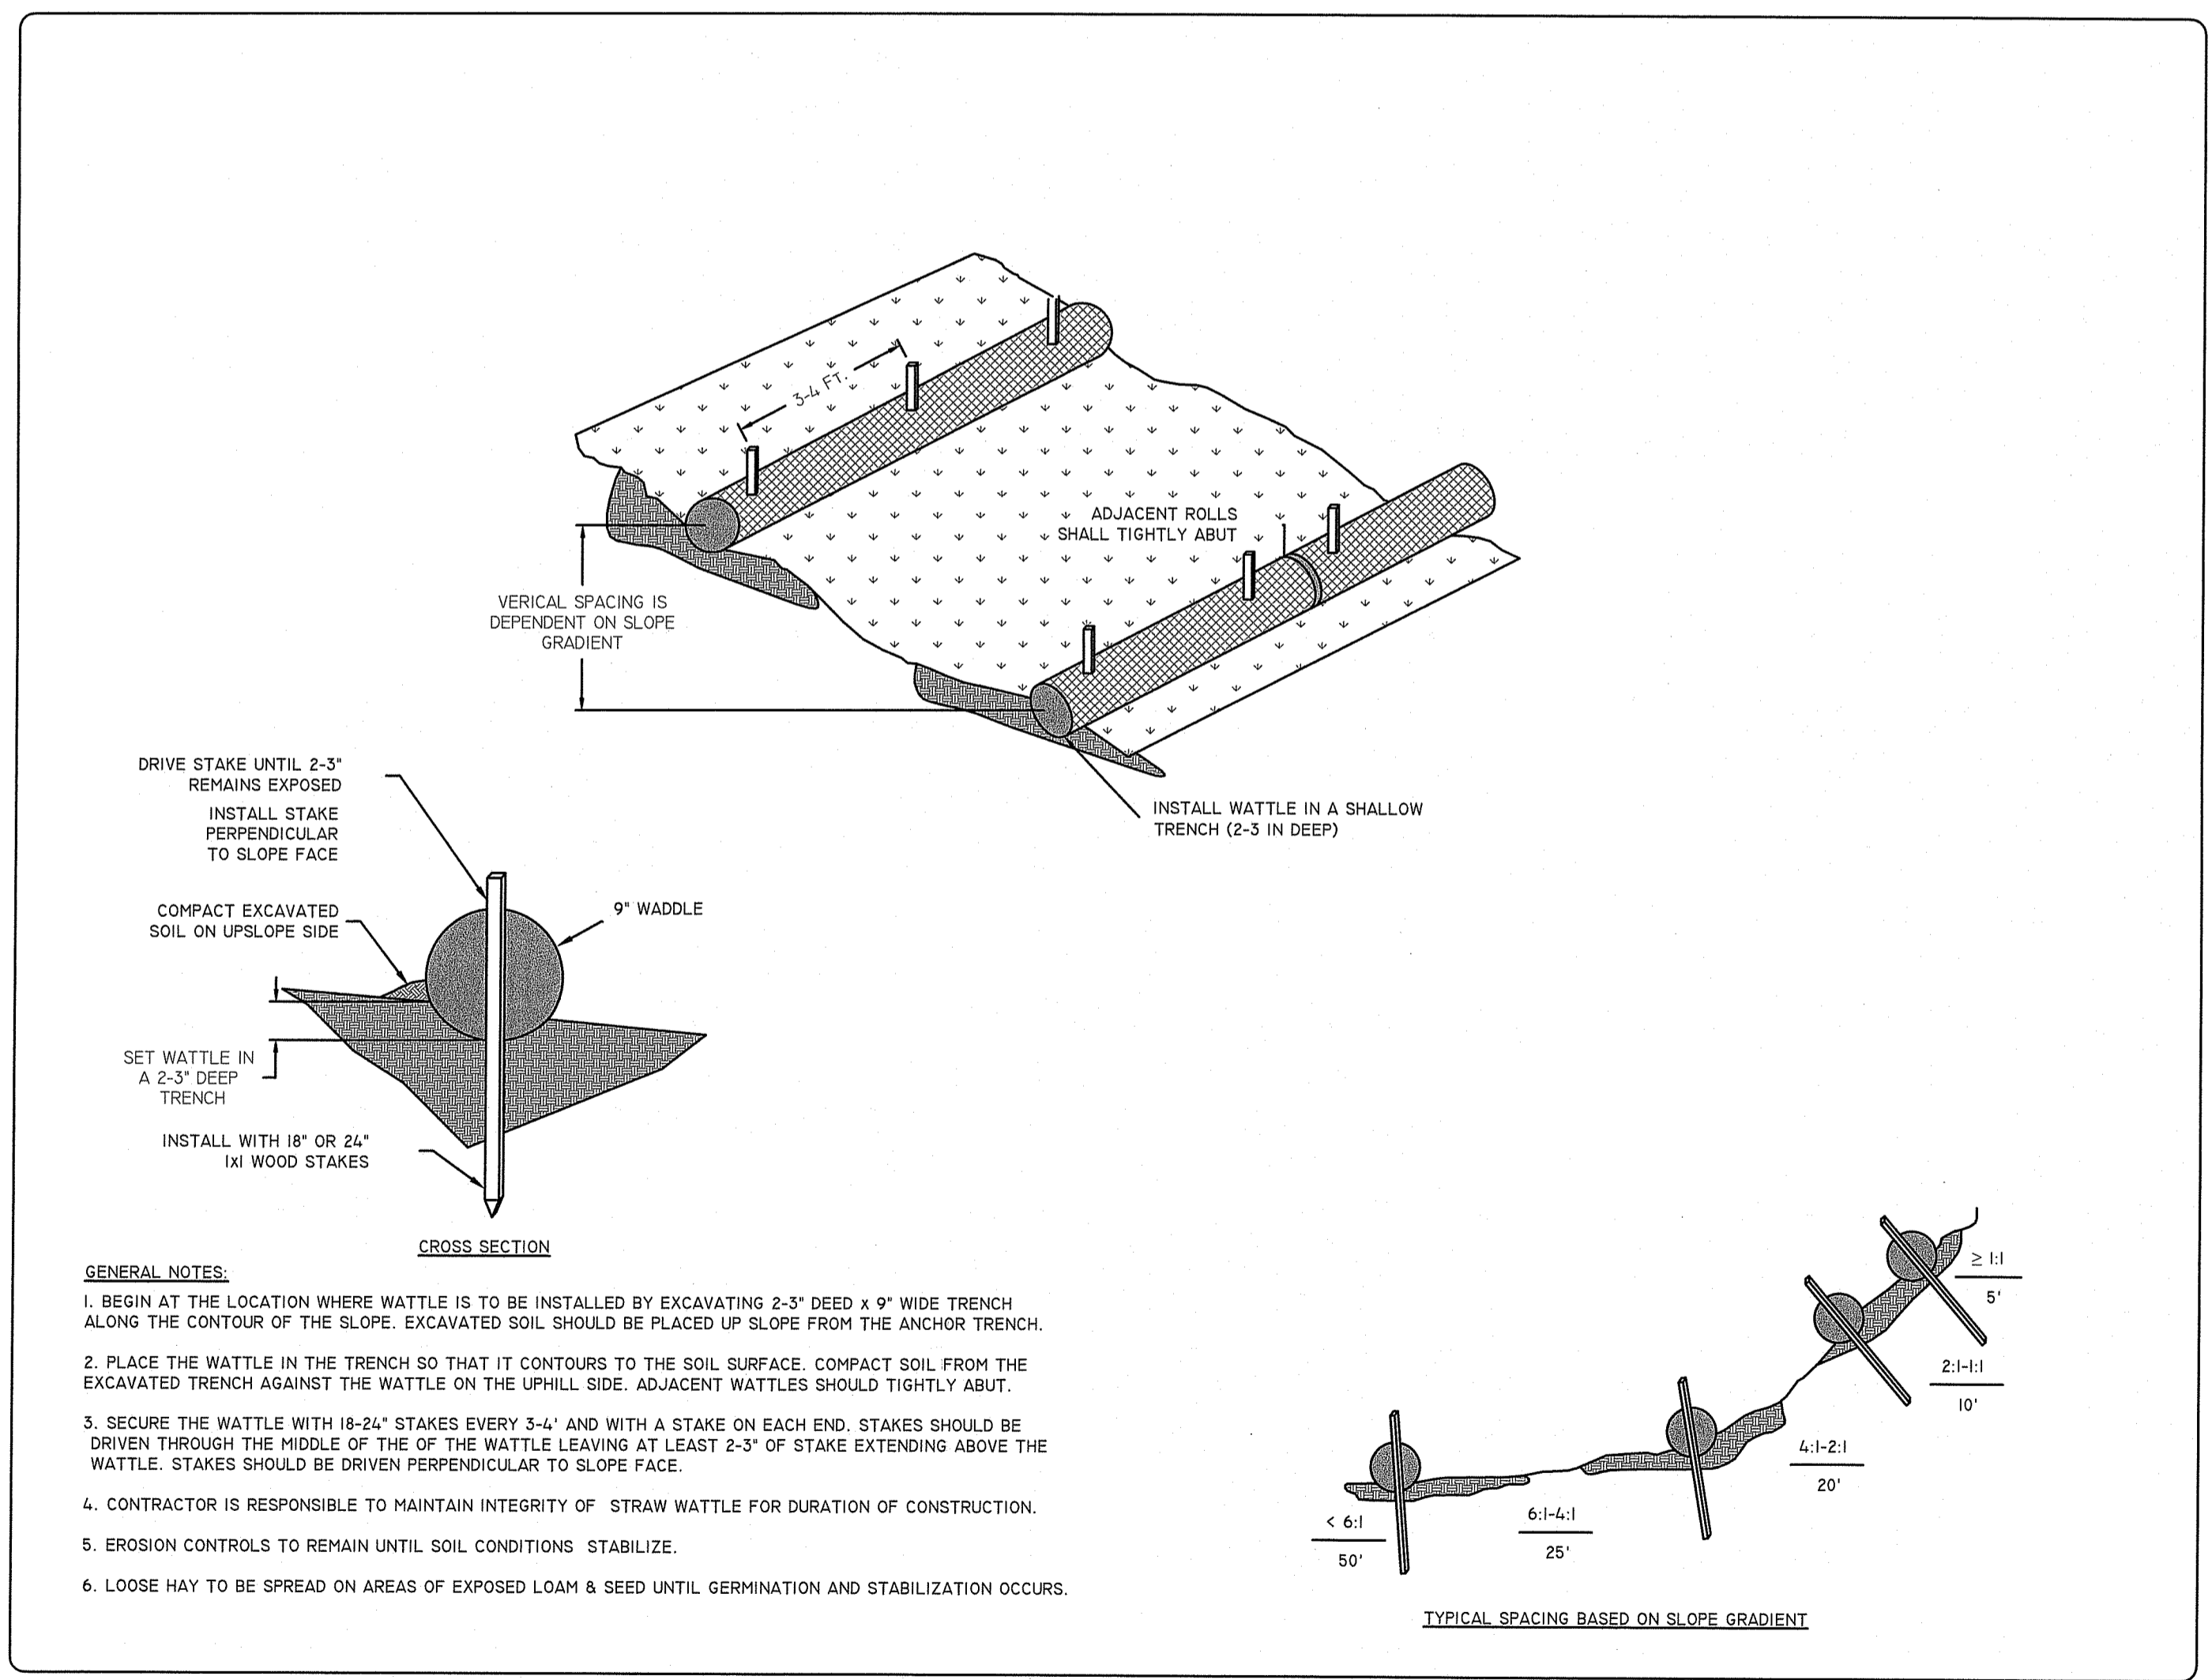 3-4 FT.
ADJACENT ROLLS
SHALL TIGHTLY ABUT
VERICAL SPACING IS
DEPENDENT ON SLOPE
GRADIENT
INSTALL WATTLE IN A SHALLOW
TRENCH (2-3 IN DEEP)
DRIVE STAKE UNTIL 2-3"
REMAINS EXPOSED
INSTALL STAKE
PERPENDICULAR
TO SLOPE FACE
COMPACT EXCAVATED
SOIL ON UPSLOPE SIDE
9" WADDLE
SET WATTLE IN
A 2-3" DEEP
TRENCH
INSTALL WITH 18" OR 24"
1x1 WOOD STAKES
CROSS SECTION
GENERAL NOTES:
1. BEGIN AT THE LOCATION WHERE WATTLE IS TO BE INSTALLED BY EXCAVATING 2-3" DEED x 9" WIDE TRENCH
ALONG THE CONTOUR OF THE SLOPE. EXCAVATED SOIL SHOULD BE PLACED UP SLOPE FROM THE ANCHOR TRENCH.
2. PLACE THE WATTLE IN THE TRENCH SO THAT IT CONTOURS TO THE SOIL SURFACE. COMPACT SOIL FROM THE
EXCAVATED TRENCH AGAINST THE WATTLE ON THE UPHILL SIDE. ADJACENT WATTLES SHOULD TIGHTLY ABUT.
3. SECURE THE WATTLE WITH 18-24" STAKES EVERY 3-4' AND WITH A STAKE ON EACH END. STAKES SHOULD BE
DRIVEN THROUGH THE MIDDLE OF THE OF THE WATTLE LEAVING AT LEAST 2-3" OF STAKE EXTENDING ABOVE THE
WATTLE. STAKES SHOULD BE DRIVEN PERPENDICULAR TO SLOPE FACE.
4. CONTRACTOR IS RESPONSIBLE TO MAINTAIN INTEGRITY OF STRAW WATTLE FOR DURATION OF CONSTRUCTION.
5. EROSION CONTROLS TO REMAIN UNTIL SOIL CONDITIONS STABILIZE.
6. LOOSE HAY TO BE SPREAD ON AREAS OF EXPOSED LOAM & SEED UNTIL GERMINATION AND STABILIZATION OCCURS.
≥ 1:1
5'
2:1-1:1
10'
4:1-2:1
20'
6:1-4:1
25'
< 6:1
50'
TYPICAL SPACING BASED ON SLOPE GRADIENT